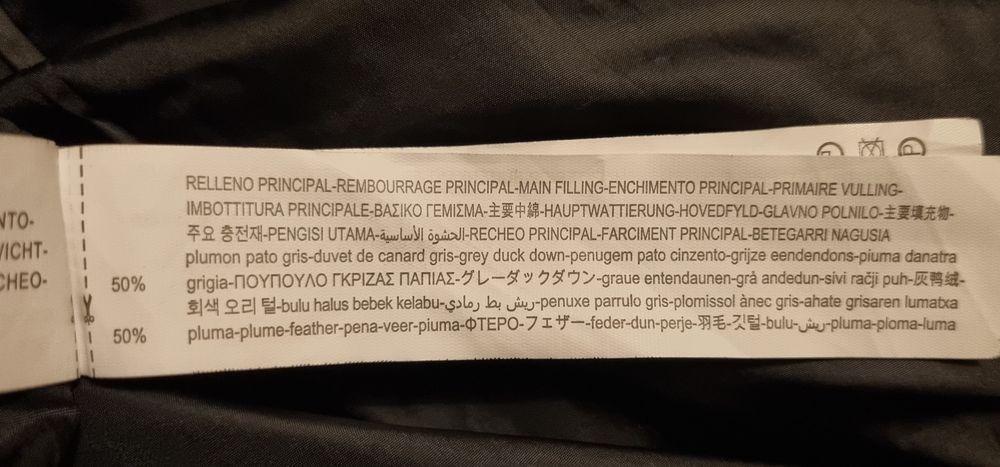 RELLENO PRINCIPAL-REMBOURRAGE PRINCIPAL-MAIN FILLING-ENCHIMENTO PRINCIPAL-PRIMAIRE VULLING-
IMBOTTITURA PRINCIPALE-ΒΑΣΙΚΟ ΓΕΜΙΣΜΑ-主要中綿-HAUPTWATTIERUNG-HOVEDFYLD-GLAVNO POLNILO-主要填充物-
주요 충전재-PENGISI UTAMA-الحشوة الأساسية-RECHEO PRINCIPAL-FARCIMENT PRINCIPAL-BETEGARRI NAGUSIA
plumon pato gris-duvet de canard gris-grey duck down-penugem pato cinzento-grijze eendendons-piuma danatra
50% grigia-ΠΟΥΠΟΥΛΟ ΓΚΡΙΖΑΣ ΠΑΠΙΑΣ-グレーダックダウン-graue entendaunen-grå andedun-sivi račji puh-灰鸭绒-
회색 오리 털-bulu halus bebek kelabu-ريش بط رمادي-penuxe parrulo gris-plomissol ànec gris-ahate grisaren lumatxa
50% pluma-plume-feather-pena-veer-piuma-ΦΤΕΡΟ-フェザー-feder-dun-perje-羽毛-깃털-bulu-ريش-pluma-ploma-luma
NTO-
VICHT-
CHEO-